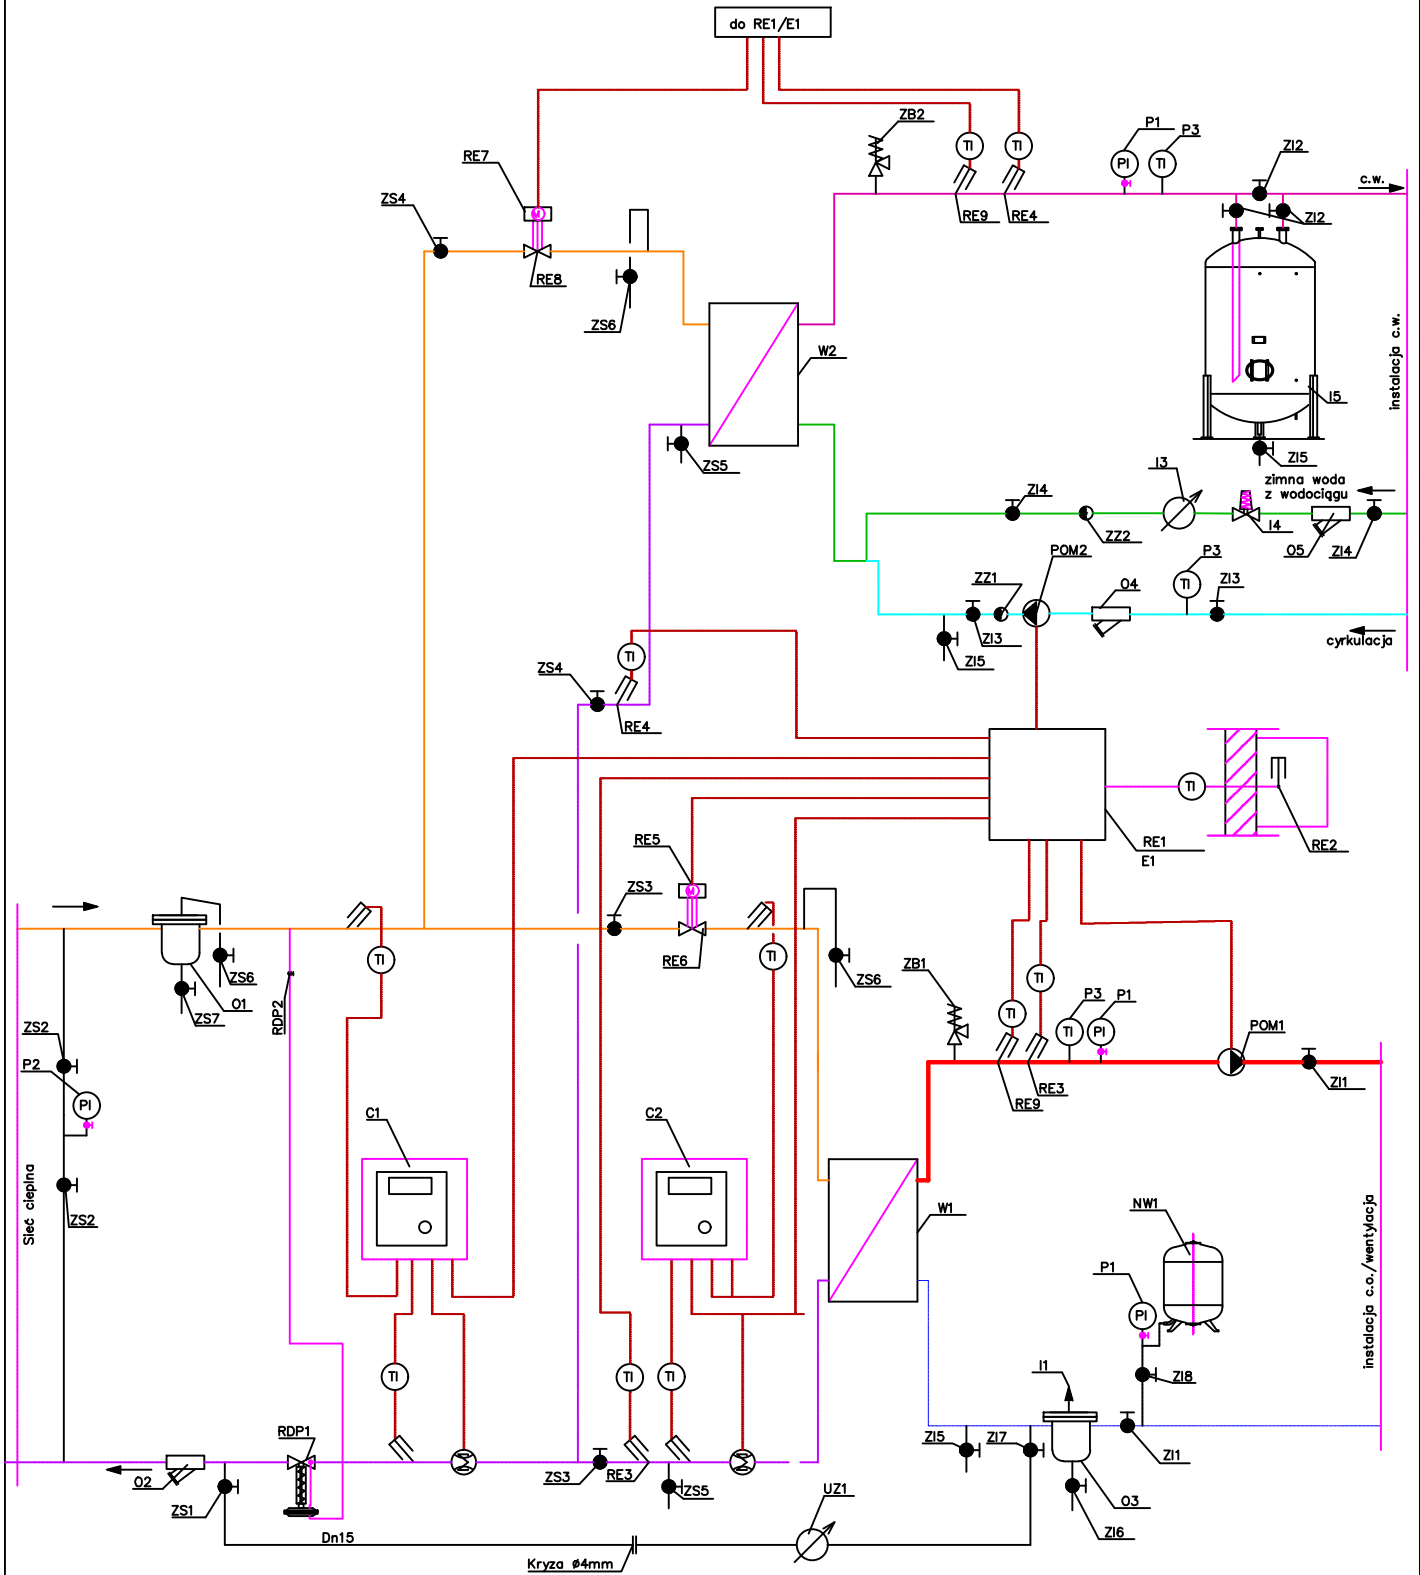 do RE1/E1
ZB2
P1
P3
RE7
TI
TI
PI
TI
ZI2
c.w.
ZS4
M
RE9
RE4
ZI2
RE8
ZS6
W2
instalacja c.w.
I5
ZS5
ZI5
I3
zimna woda
z wodociągu
ZI4
ZZ2
I4
O5
ZI4
POM2
P3
ZZ1
O4
TI
ZI3
ZI3
cyrkulacja
TI
ZI5
ZS4
RE4
TI
RE5
RE1
E1
RE2
M
ZS3
TI
TI
RE6
ZS6
O1
ZS7
ZS6
ZB1
TI
RDP2
TI
P3
P1
TI
PI
POM1
ZS2
P2
PI
RE3
RE9
ZI1
C1
C2
Sieć cieplna
ZS2
W1
NW1
P1
PI
instalacja c.o./wentylacja
TI
TI
TI
I1
ZI8
RDP1
ZI5
ZI7
ZI1
O2
ZS3
RE3
ZS5
O3
ZS1
UZ1
ZI6
Dn15
Kryza Ø4mm